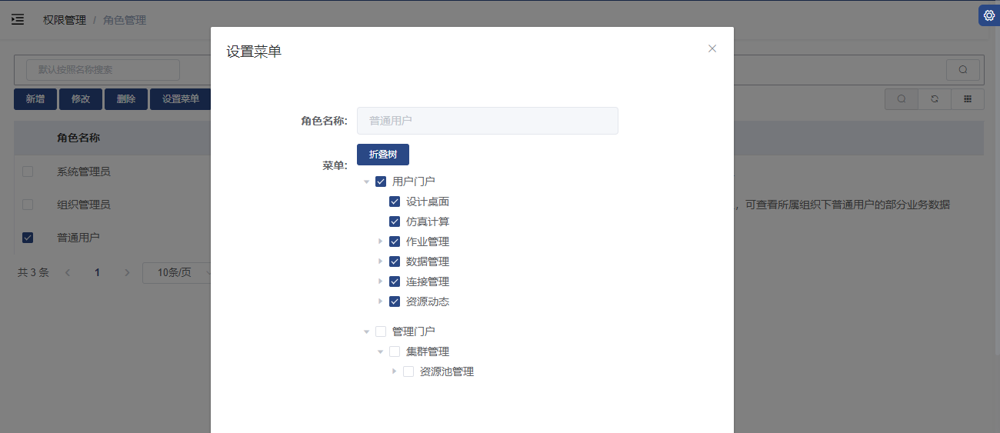 权限管理 / 角色管理
设置菜单
默认按照名称搜索
新增 修改 删除 设置菜单
角色名称: 普通用户
角色名称
菜单: 折叠树
系统管理员
用户门户
设计桌面
组织管理员
，可查看所属组织下普通用户的部分业务数据
仿真计算
普通用户
作业管理
数据管理
共 3 条 1 10条/页
连接管理
资源动态
管理门户
集群管理
资源池管理